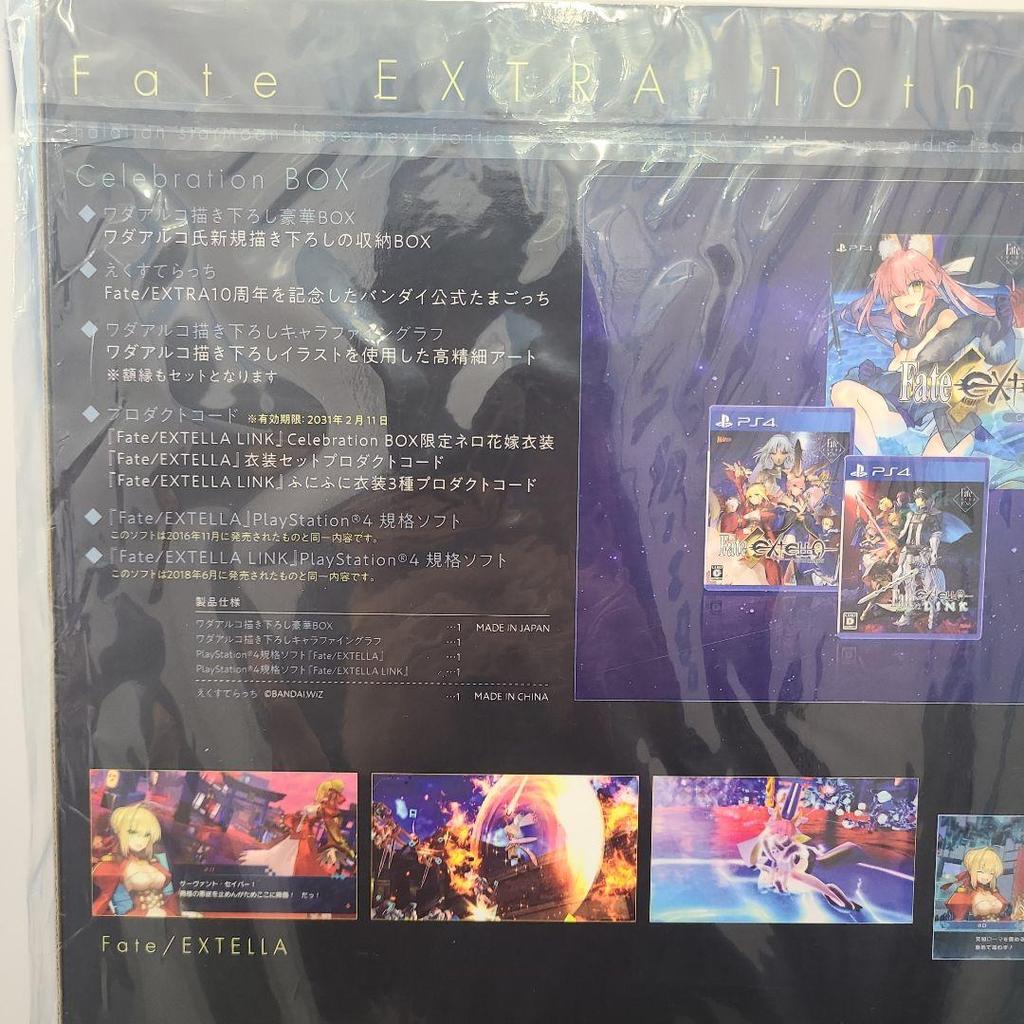 Fate EXTRA 10th
Celebration BOX
◆ ワダアルコ描き下ろし豪華BOX
ワダアルコ氏新規描き下ろしの収納BOX
◆ えくすてらっち
Fate/EXTRA10周年を記念したバンダイ公式たまごっち
◆ ワダアルコ描き下ろしキャラファイングラフ
ワダアルコ描き下ろしイラストを使用した高精細アート
※額縁もセットとなります
◆ プロダクトコード ※有効期限: 2031年2月11日
『Fate/EXTELLA LINK』Celebration BOX限定ネロ花嫁衣装
『Fate/EXTELLA』衣装セットプロダクトコード
『Fate/EXTELLA LINK』ふにふに衣装3種プロダクトコード
◆ 『Fate/EXTELLA』PlayStation®4 規格ソフト
このソフトは2016年11月に発売されたものと同一内容です。
◆ 『Fate/EXTELLA LINK』PlayStation®4 規格ソフト
このソフトは2018年6月に発売されたものと同一内容です。
製品仕様
ワダアルコ描き下ろし豪華BOX …1 MADE IN JAPAN
ワダアルコ描き下ろしキャラファイングラフ …1
PlayStation®4規格ソフト『Fate/EXTELLA』 …1
PlayStation®4規格ソフト『Fate/EXTELLA LINK』 …1
えくすてらっち ©BANDAI,WiZ …1 MADE IN CHINA
PS4
Fate
PS4
Fate EXTELLA
PS4
LINK
サーヴァント・セイバー！
Fate/EXTELLA